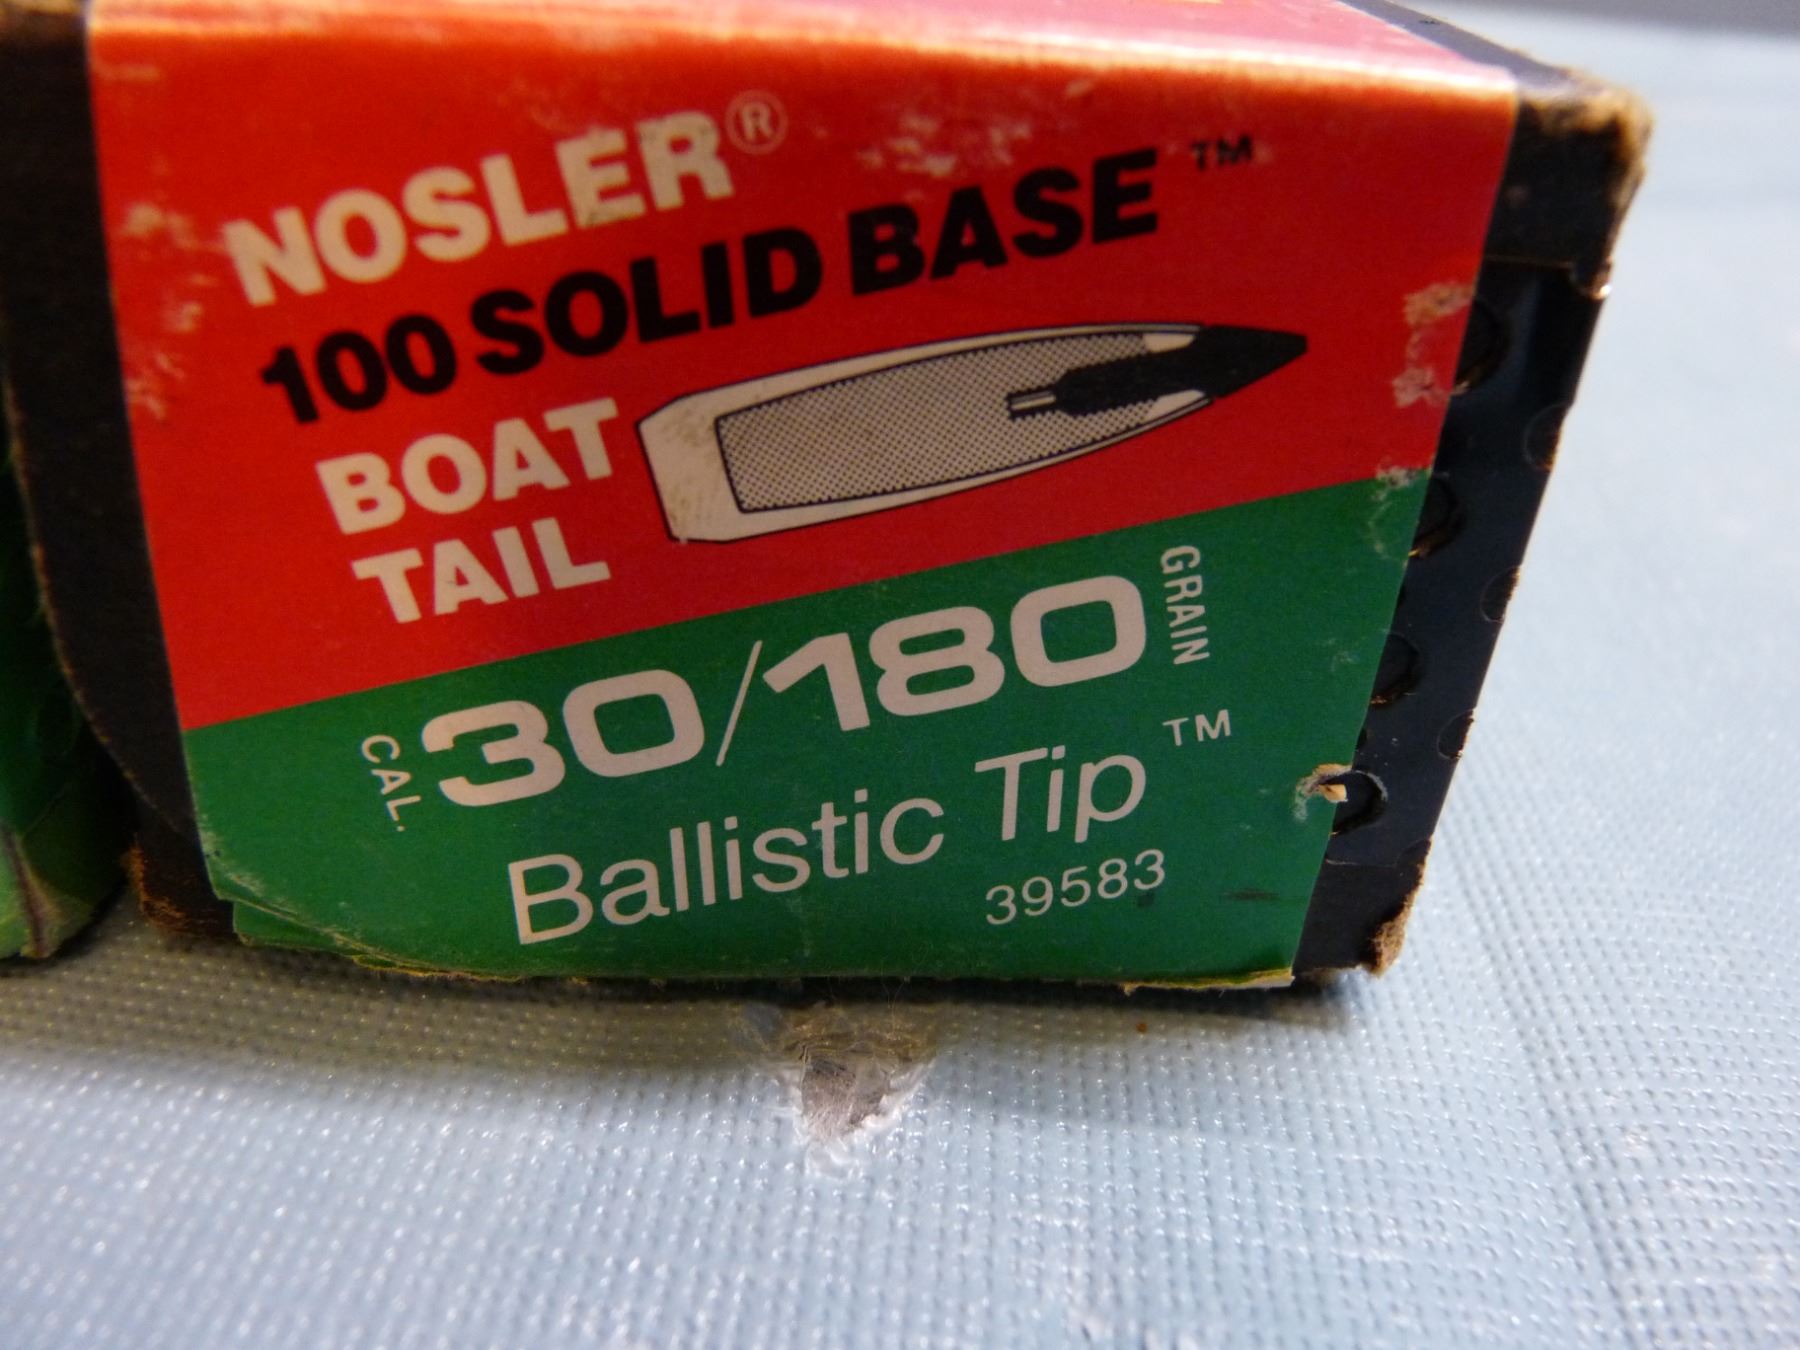 NOSLER®
100 SOLID BASE™
BOAT
TAIL
CAL. 30/180 GRAIN
Ballistic Tip™
39583